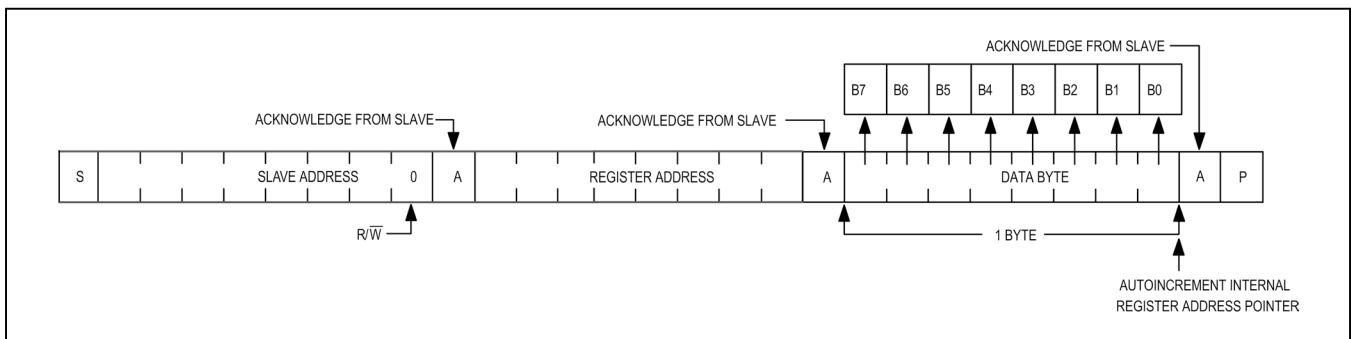 ACKNOWLEDGE FROM SLAVE
B7 B6 B5 B4 B3 B2 B1 B0
ACKNOWLEDGE FROM SLAVE
ACKNOWLEDGE FROM SLAVE
S SLAVE ADDRESS 0 A REGISTER ADDRESS A DATA BYTE A P
R/W̅
1 BYTE
AUTOINCREMENT INTERNAL
REGISTER ADDRESS POINTER